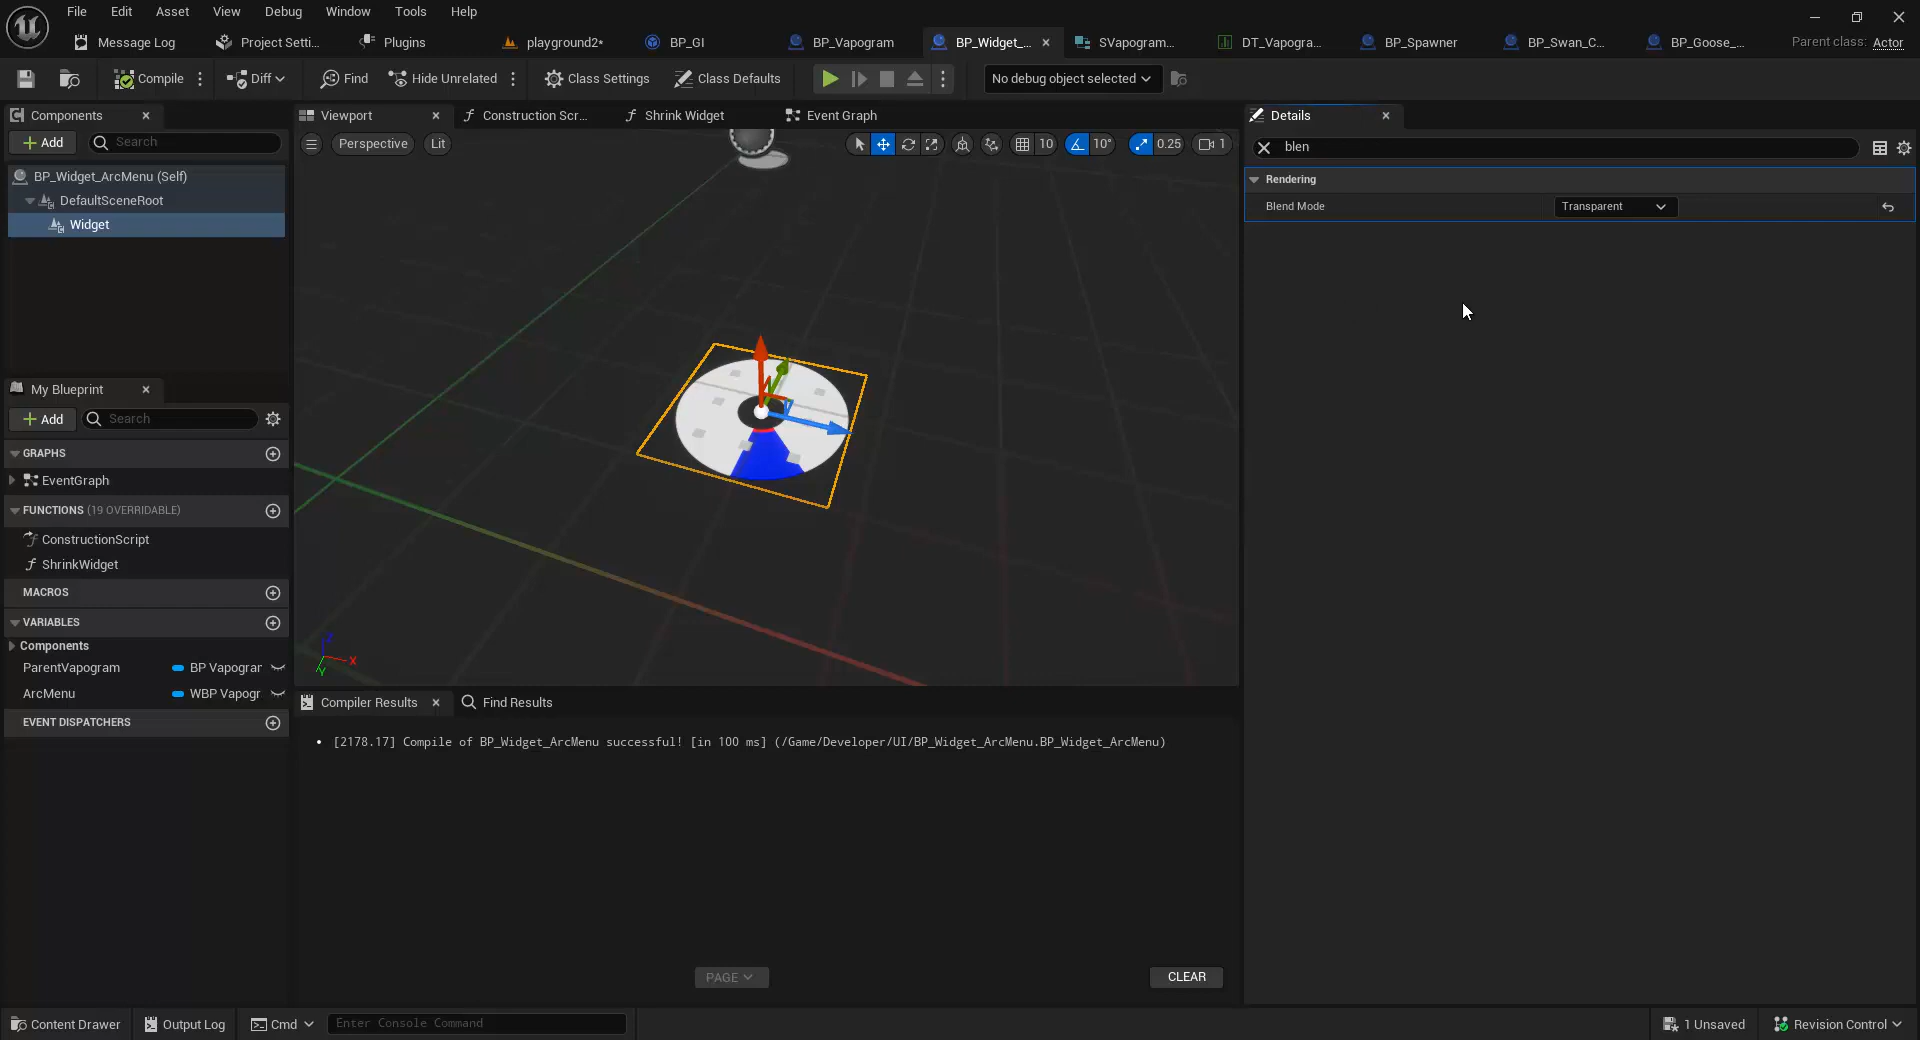 File Edit Asset View Debug Window Tools Help
Message Log Project Setti... Plugins playground2* BP_GI BP_Vapogram BP_Widget_... SVapogram... DT_Vapogra... BP_Spawner BP_Swan_C... BP_Goose_... Parent class: Actor
Compile Diff Find Hide Unrelated Class Settings Class Defaults No debug object selected
Components
Viewport
Construction Scr...
Shrink Widget
Event Graph
Details
Add Search
Perspective Lit 10 10° 0.25 1
blen
BP_Widget_ArcMenu (Self)
DefaultSceneRoot
Widget
Rendering
Blend Mode Transparent
My Blueprint
Add Search
GRAPHS
EventGraph
FUNCTIONS (19 OVERRIDABLE)
ConstructionScript
ShrinkWidget
MACROS
VARIABLES
Components
ParentVapogram BP Vapogran
ArcMenu WBP Vapogr
EVENT DISPATCHERS
Z
X
Y
Compiler Results
Find Results
[2178.17] Compile of BP_Widget_ArcMenu successful! [in 100 ms] (/Game/Developer/UI/BP_Widget_ArcMenu.BP_Widget_ArcMenu)
PAGE
CLEAR
Content Drawer Output Log Cmd Enter Console Command 1 Unsaved Revision Control